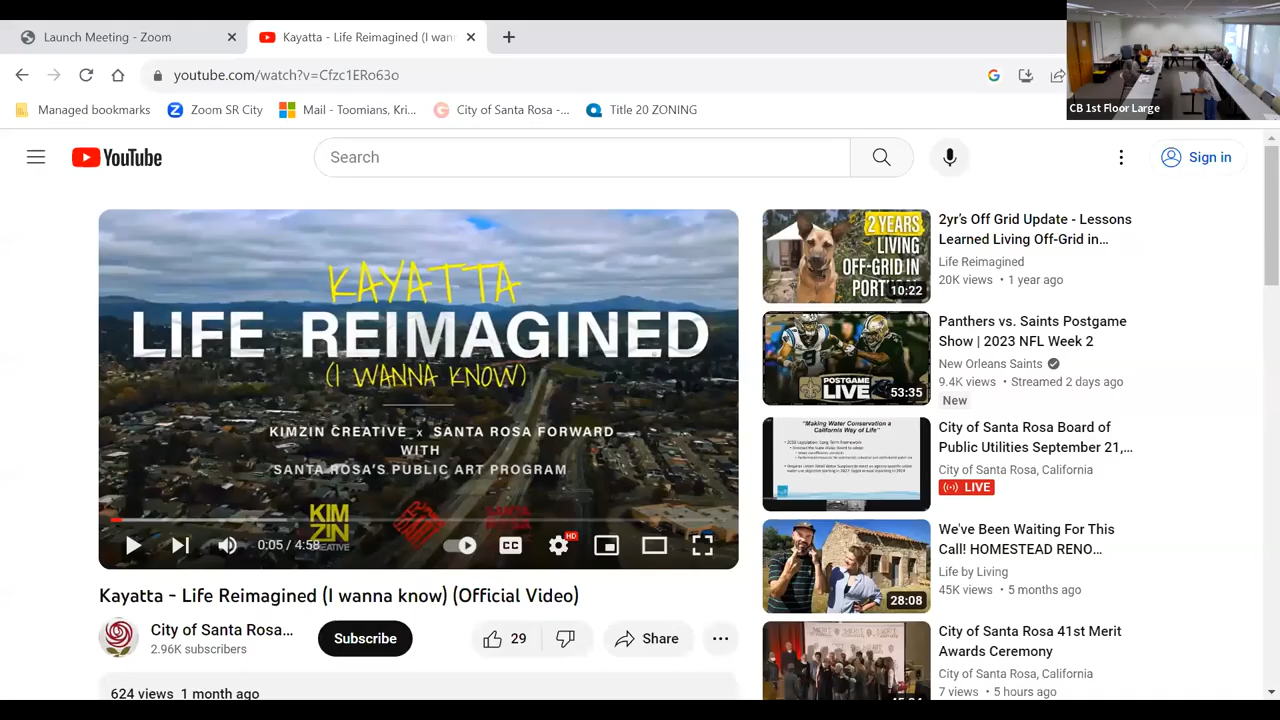 Launch Meeting - Zoom
Kayatta - Life Reimagined (I wann
youtube.com/watch?v=Cfzc1ERo63o
Managed bookmarks
Zoom SR City
Mail - Toomians, Kri...
City of Santa Rosa -...
Title 20 ZONING
CB 1st Floor Large
YouTube
Search
Sign in
KAYATTA
LIFE REIMAGINED
(I WANNA KNOW)
KIMZIN CREATIVE x SANTA ROSA FORWARD
WITH
SANTA ROSA'S PUBLIC ART PROGRAM
KIM
ZIN
CREATIVE
0:05 / 4:58
CC
HD
Kayatta - Life Reimagined (I wanna know) (Official Video)
City of Santa Rosa...
2.96K subscribers
Subscribe
29
Share
624 views 1 month ago
2 YEARS
LIVING
OFF-GRID IN
10:22
2yr's Off Grid Update - Lessons
Learned Living Off-Grid in...
Life Reimagined
20K views • 1 year ago
POSTGAME
LIVE
53:35
Panthers vs. Saints Postgame
Show | 2023 NFL Week 2
New Orleans Saints
9.4K views • Streamed 2 days ago
New
"Making Water Conservation a
California Way of Life"
City of Santa Rosa Board of
Public Utilities September 21,...
City of Santa Rosa, California
LIVE
28:08
We've Been Waiting For This
Call! HOMESTEAD RENO...
Life by Living
45K views • 5 months ago
City of Santa Rosa 41st Merit
Awards Ceremony
City of Santa Rosa, California
7 views • 5 hours ago